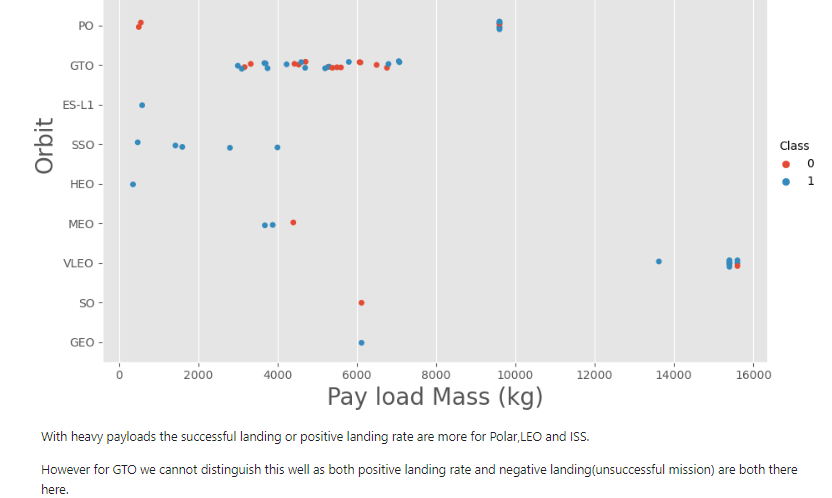 PO
GTO
ES-L1
SSO
HEO
MEO
VLEO
SO
GEO
Orbit
Class
0
1
0 2000 4000 6000 8000 10000 12000 14000 16000
Pay load Mass (kg)
With heavy payloads the successful landing or positive landing rate are more for Polar,LEO and ISS.
However for GTO we cannot distinguish this well as both positive landing rate and negative landing(unsuccessful mission) are both there
here.